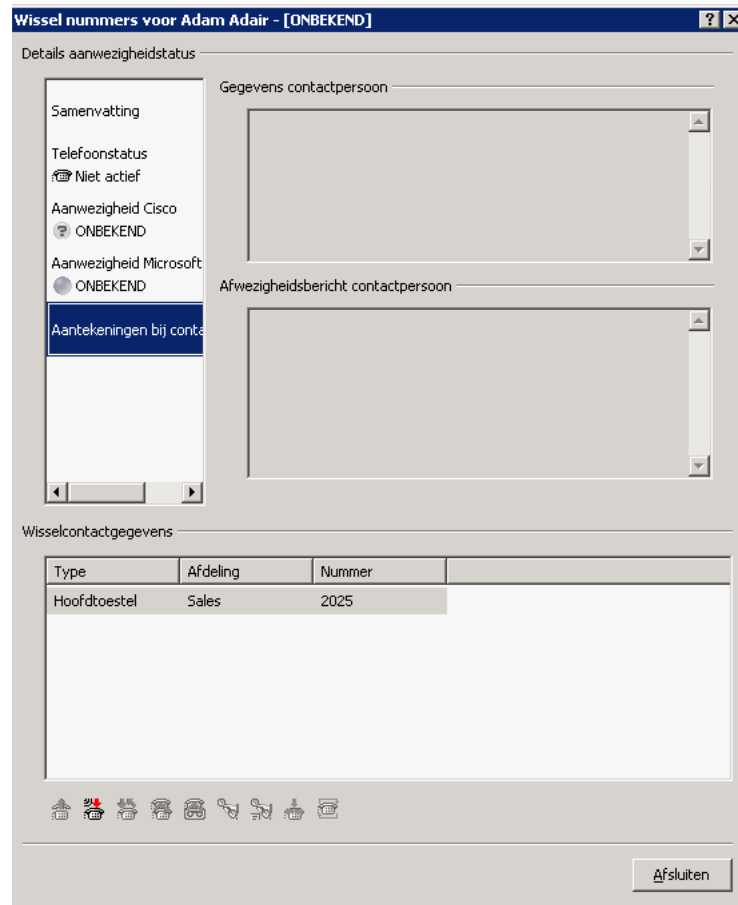 Wissel nummers voor Adam Adair - [ONBEKEND]
Details aanwezigheidstatus
Samenvatting
Telefoonstatus
Niet actief
Aanwezigheid Cisco
ONBEKEND
Aanwezigheid Microsoft
ONBEKEND
Aantekeningen bij conta
Gegevens contactpersoon
Afwezigheidsbericht contactpersoon
Wisselcontactgegevens
Type Afdeling Nummer
Hoofdtoestel Sales 2025
Afsluiten